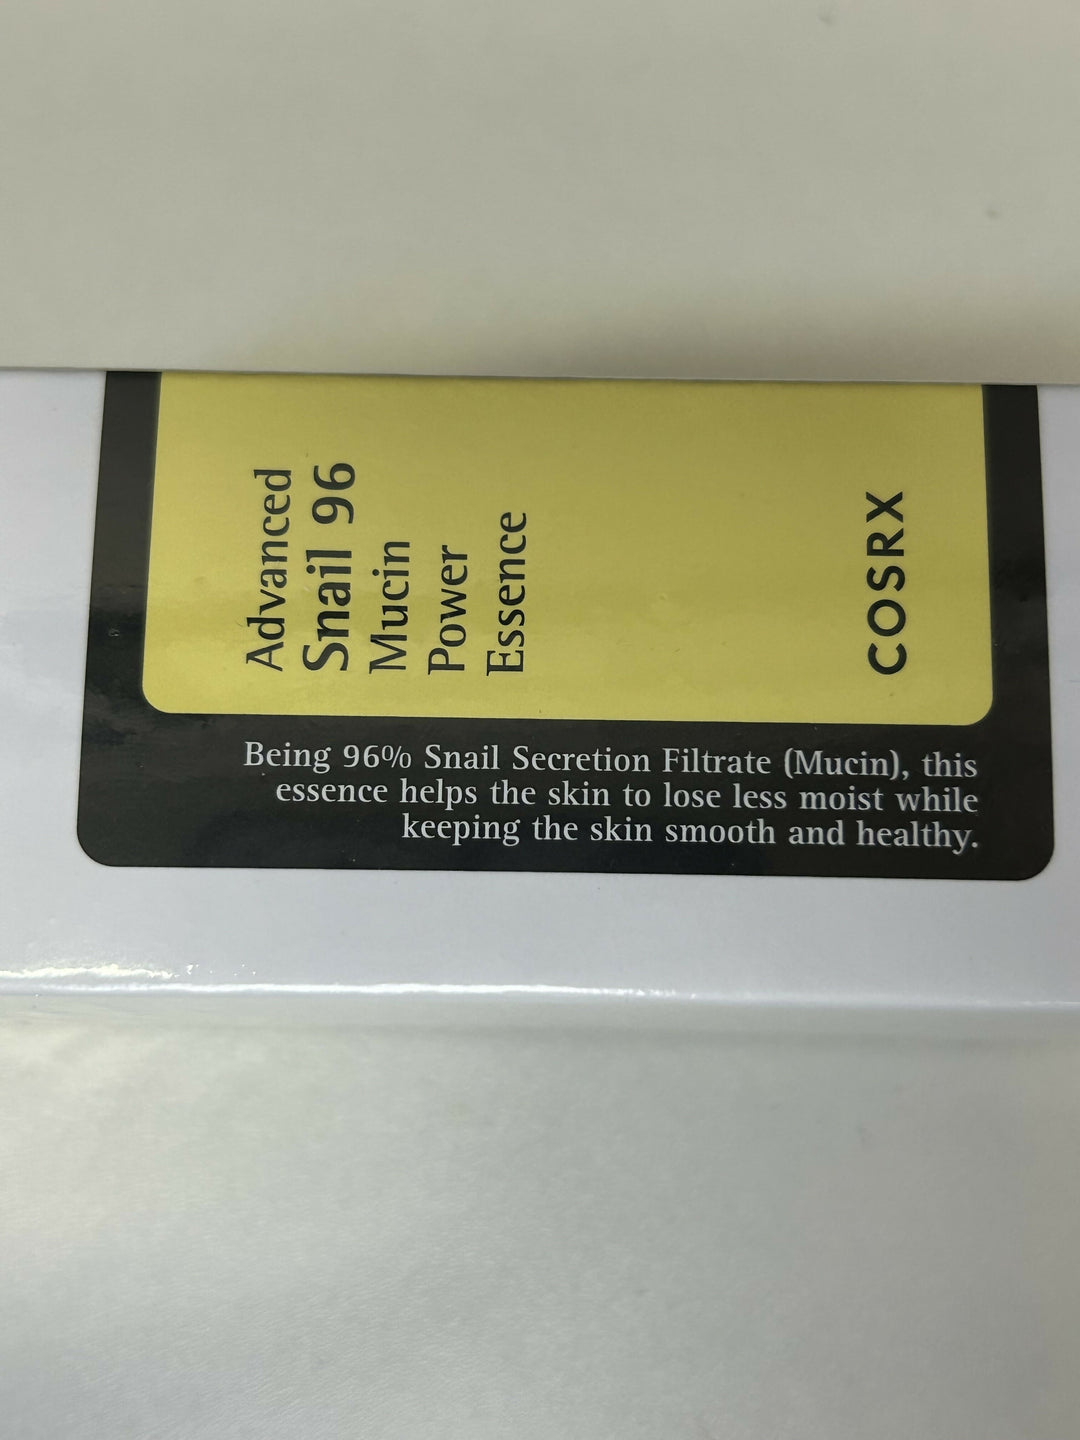 Advanced
Snail 96
Mucin
Power
Essence
COSRX
Being 96% Snail Secretion Filtrate (Mucin), this
essence helps the skin to lose less moist while
keeping the skin smooth and healthy.